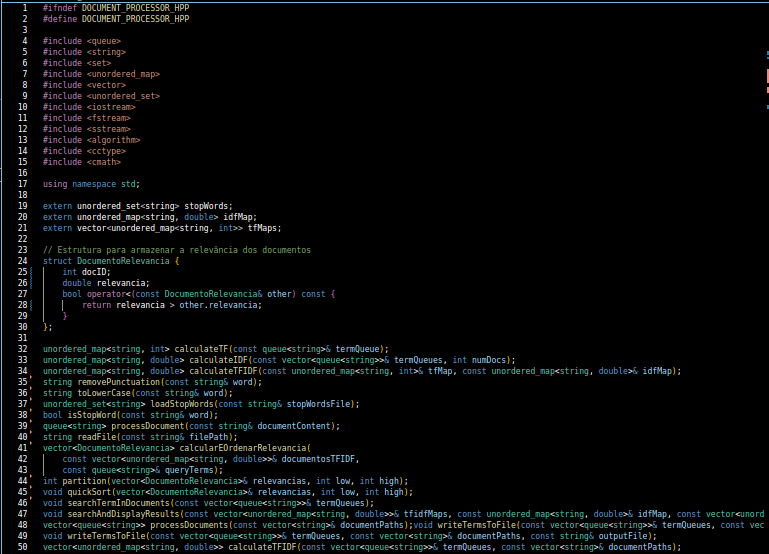 1 #ifndef DOCUMENT_PROCESSOR_HPP
2 #define DOCUMENT_PROCESSOR_HPP
3
4 #include <queue>
5 #include <string>
6 #include <set>
7 #include <unordered_map>
8 #include <vector>
9 #include <unordered_set>
10 #include <iostream>
11 #include <fstream>
12 #include <sstream>
13 #include <algorithm>
14 #include <cctype>
15 #include <cmath>
16
17 using namespace std;
18
19 extern unordered_set<string> stopWords;
20 extern unordered_map<string, double> idfMap;
21 extern vector<unordered_map<string, int>> tfMaps;
22
23 // Estrutura para armazenar a relevância dos documentos
24 struct DocumentoRelevancia {
25 int docID;
26 double relevancia;
27 bool operator<(const DocumentoRelevancia& other) const {
28 return relevancia > other.relevancia;
29 }
30 };
31
32 unordered_map<string, int> calculateTF(const queue<string>& termQueue);
33 unordered_map<string, double> calculateIDF(const vector<queue<string>>& termQueues, int numDocs);
34 unordered_map<string, double> calculateTFIDF(const unordered_map<string, int>& tfMap, const unordered_map<string, double>& idfMap);
35 string removePunctuation(const string& word);
36 string toLowerCase(const string& word);
37 unordered_set<string> loadStopWords(const string& stopWordsFile);
38 bool isStopWord(const string& word);
39 queue<string> processDocument(const string& documentContent);
40 string readFile(const string& filePath);
41 vector<DocumentoRelevancia> calcularEOrdenarRelevancia(
42 const vector<unordered_map<string, double>>& documentosTFIDF,
43 const queue<string>& queryTerms);
44 int partition(vector<DocumentoRelevancia>& relevancias, int low, int high);
45 void quickSort(vector<DocumentoRelevancia>& relevancias, int low, int high);
46 void searchTermInDocuments(const vector<queue<string>>& termQueues);
47 void searchAndDisplayResults(const vector<unordered_map<string, double>>& tfidfMaps, const unordered_map<string, double>& idfMap, const vector<unord
48 vector<queue<string>> processDocuments(const vector<string>& documentPaths);void writeTermsToFile(const vector<queue<string>>& termQueues, const vec
49 void writeTermsToFile(const vector<queue<string>>& termQueues, const vector<string>& documentPaths, const string& outputFile);
50 vector<unordered_map<string, double>> calculateTFIDF(const vector<queue<string>>& termQueues, const vector<string>& documentPaths);